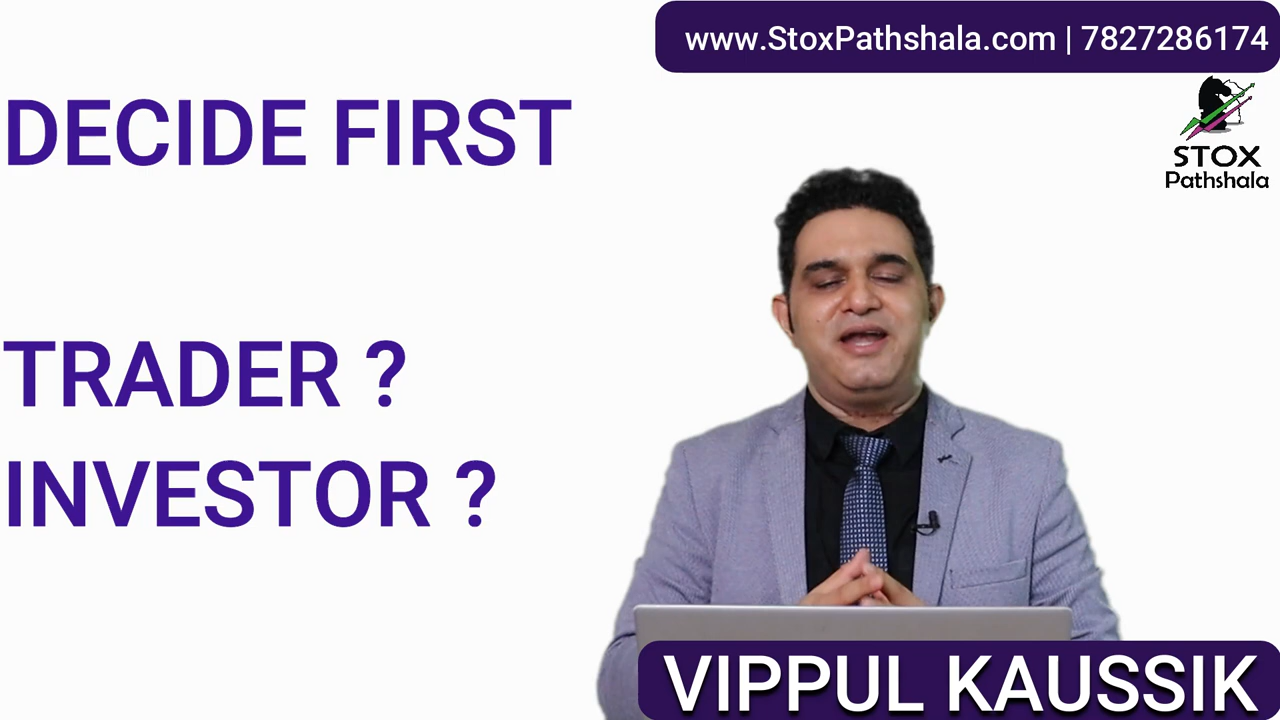 www.StoxPathshala.com | 7827286174
DECIDE FIRST
STOX
Pathshala
TRADER ?
INVESTOR ?
VIPPUL KAUSSIK